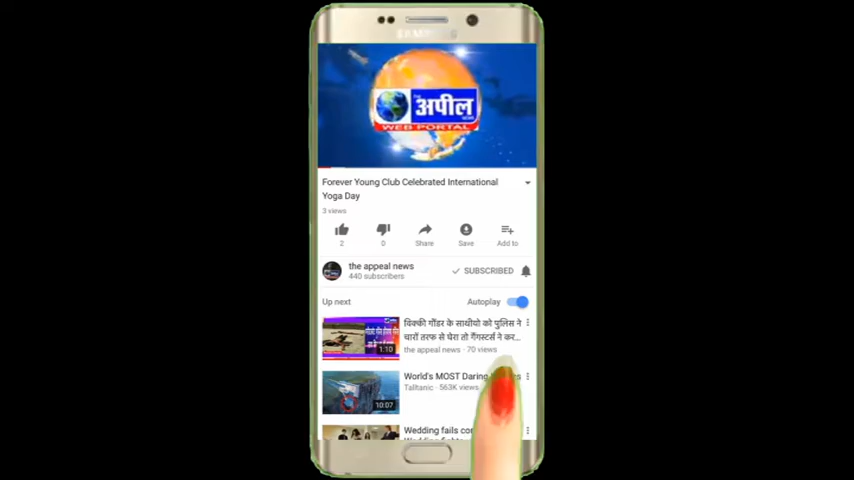 SAMSUNG
अपील
WEB PORTAL
Forever Young Club Celebrated International
Yoga Day
3 views
2
0
Share
Save
Add to
the appeal news
440 subscribers
SUBSCRIBED
Up next
Autoplay
विक्की गौंडर के साथीयो को पुलिस ने
चारों तरफ से घेरा तो गैंगस्टर्स ने कर...
the appeal news · 70 views
1:10
World's MOST Daring
Talltanic · 563K views
10:07
Wedding fails